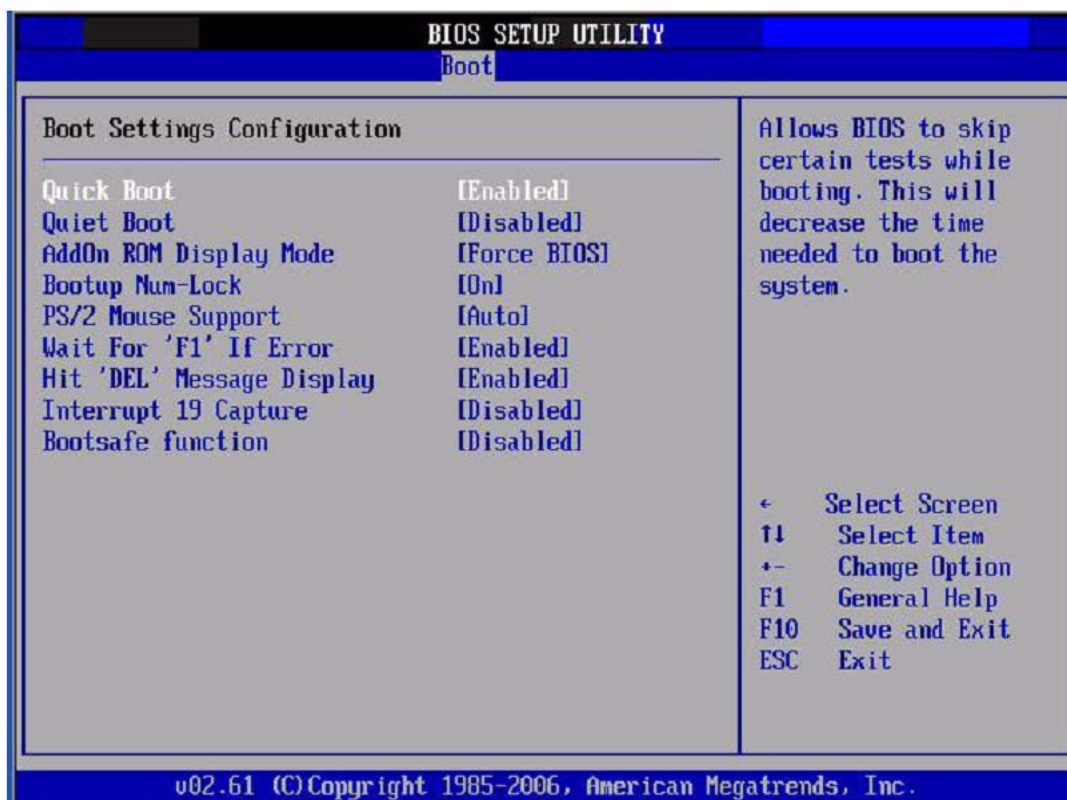 BIOS SETUP UTILITY
Boot
Boot Settings Configuration
Quick Boot [Enabled]
Quiet Boot [Disabled]
AddOn ROM Display Mode [Force BIOS]
Bootup Num-Lock [On]
PS/2 Mouse Support [Auto]
Wait For 'F1' If Error [Enabled]
Hit 'DEL' Message Display [Enabled]
Interrupt 19 Capture [Disabled]
Bootsafe function [Disabled]
Allows BIOS to skip
certain tests while
booting. This will
decrease the time
needed to boot the
system.
← Select Screen
↑↓ Select Item
+- Change Option
F1 General Help
F10 Save and Exit
ESC Exit
v02.61 (C)Copyright 1985-2006, American Megatrends, Inc.